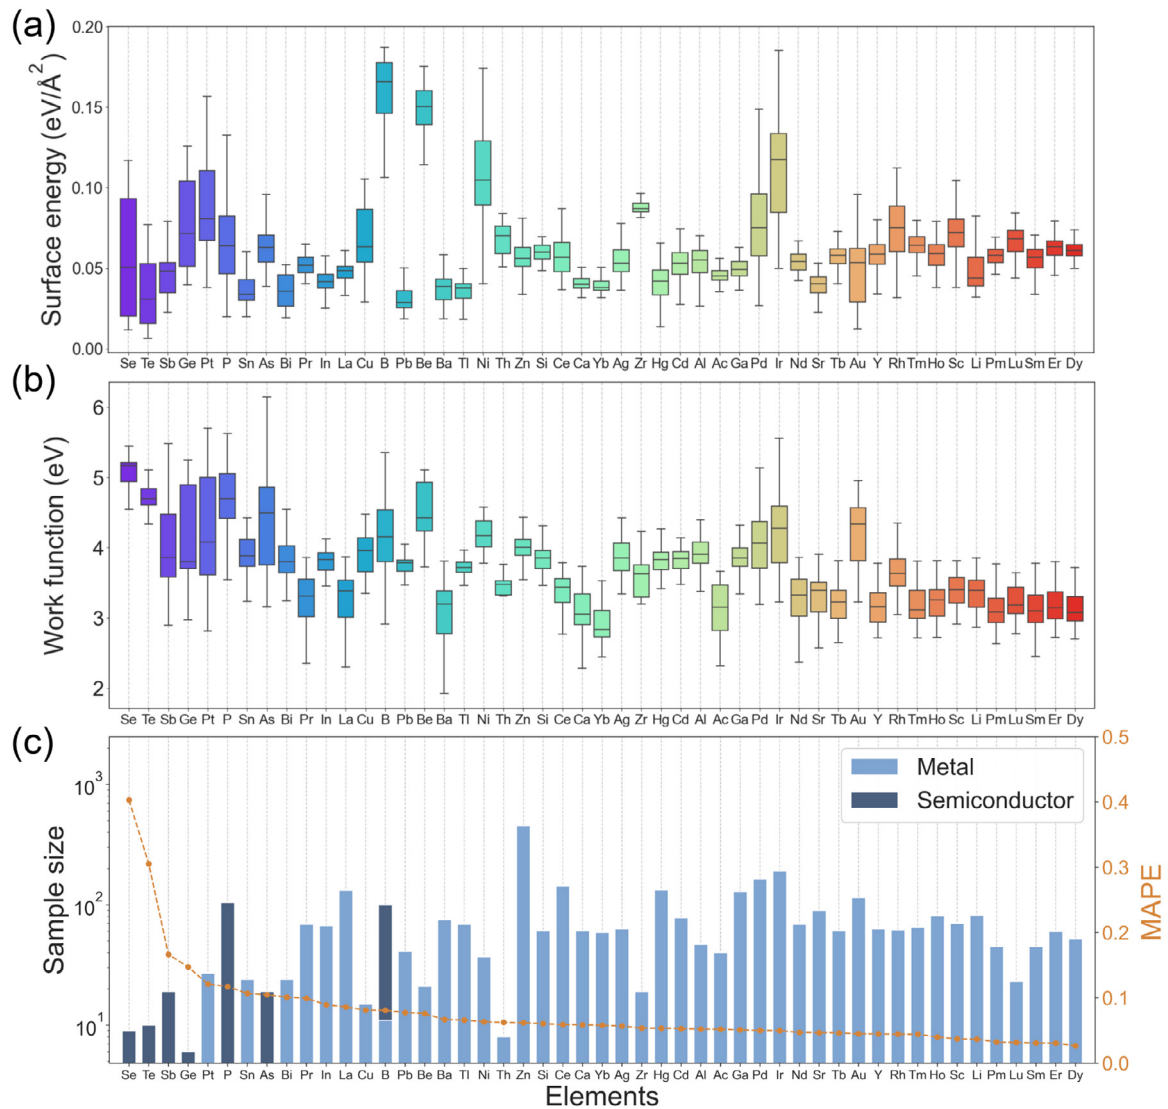 (a)
0.20
0.15
0.10
0.05
0.00
Surface energy (eV/Å²)
Se Te Sb Ge Pt P Sn As Bi Pr In La Cu B Pb Be Ba Tl Ni Th Zn Si Ce Ca Yb Ag Zr Hg Cd Al Ac Ga Pd Ir Nd Sr Tb Au Y Rh Tm Ho Sc Li Pm Lu Sm Er Dy
(b)
6
5
4
3
2
Work function (eV)
Se Te Sb Ge Pt P Sn As Bi Pr In La Cu B Pb Be Ba Tl Ni Th Zn Si Ce Ca Yb Ag Zr Hg Cd Al Ac Ga Pd Ir Nd Sr Tb Au Y Rh Tm Ho Sc Li Pm Lu Sm Er Dy
(c)
10³
10²
10¹
Sample size
Metal
Semiconductor
0.5
0.4
0.3
0.2
0.1
0.0
MAPE
Se Te Sb Ge Pt P Sn As Bi Pr In La Cu B Pb Be Ba Tl Ni Th Zn Si Ce Ca Yb Ag Zr Hg Cd Al Ac Ga Pd Ir Nd Sr Tb Au Y Rh Tm Ho Sc Li Pm Lu Sm Er Dy
Elements